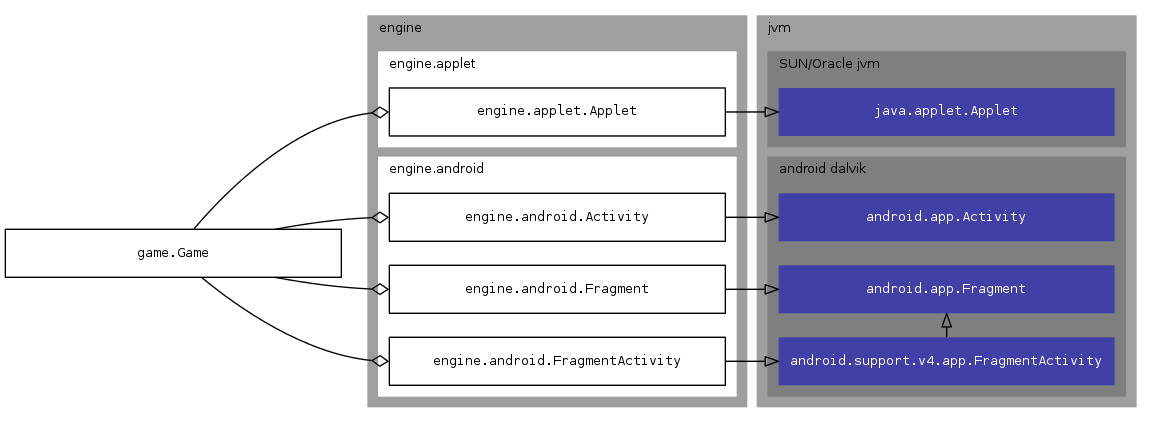 engine
jvm
engine.applet
SUN/Oracle jvm
engine.applet.Applet
java.applet.Applet
engine.android
android dalvik
engine.android.Activity
android.app.Activity
game.Game
engine.android.Fragment
android.app.Fragment
engine.android.FragmentActivity
android.support.v4.app.FragmentActivity